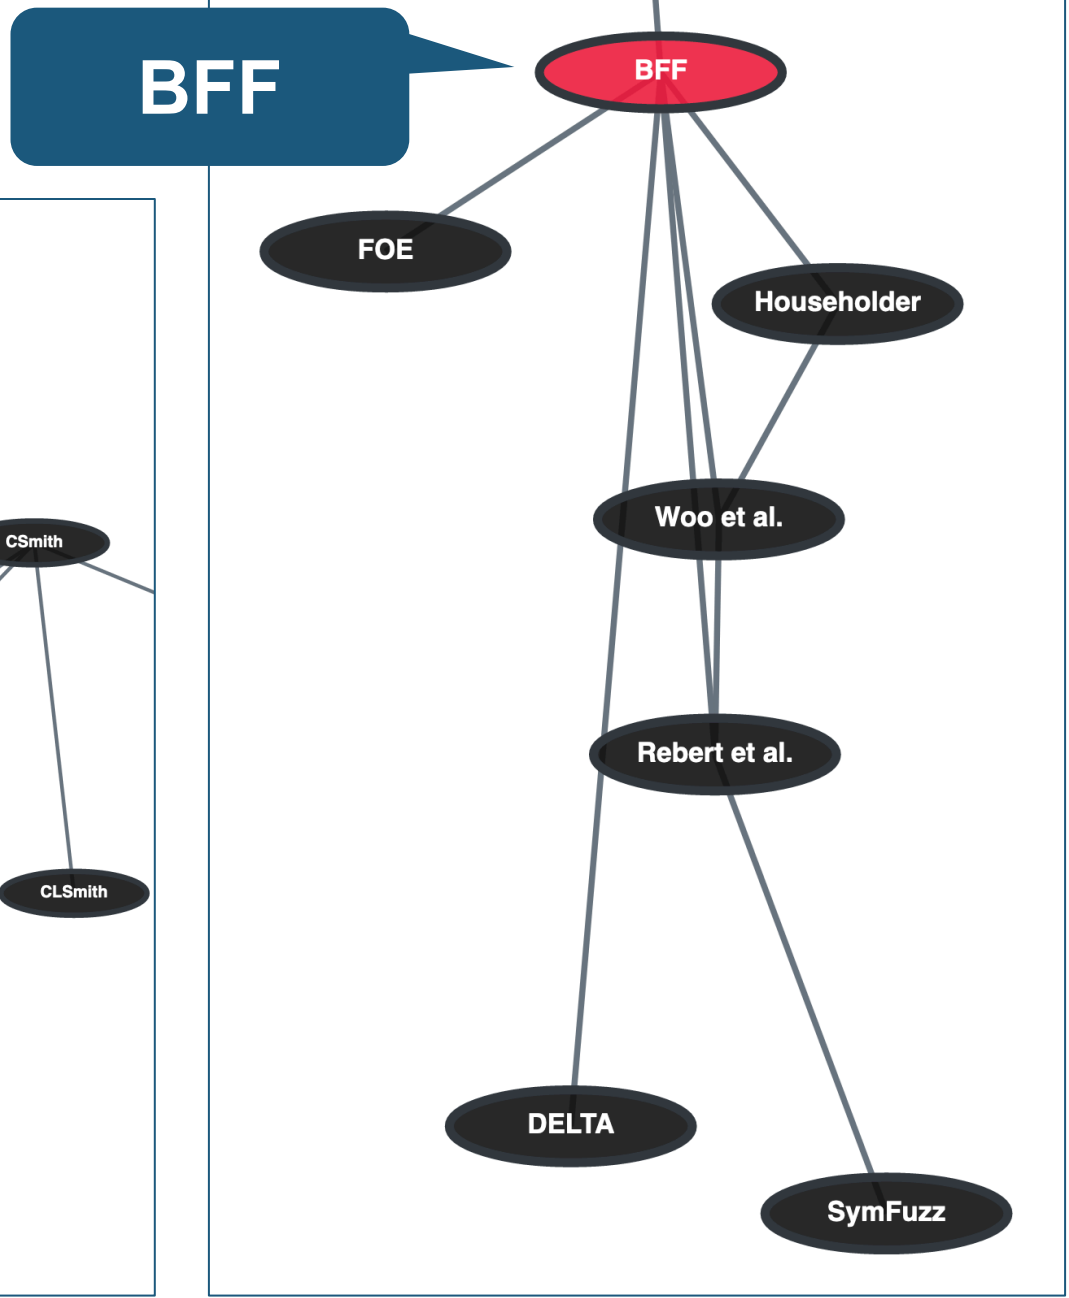 BFF
BFF
FOE
Householder
Woo et al.
CSmith
Rebert et al.
CLSmith
DELTA
SymFuzz